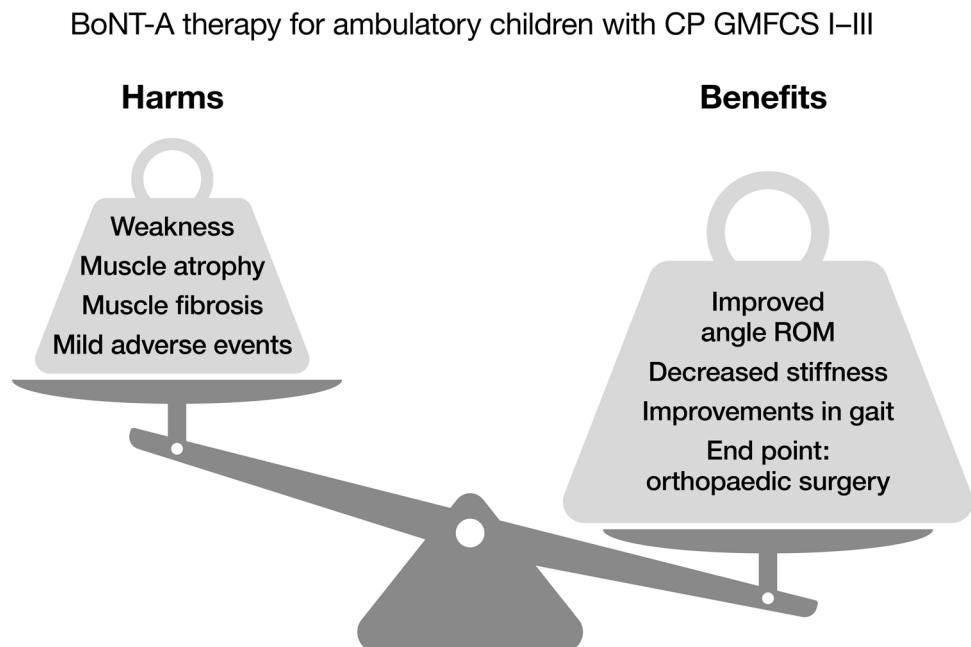 BoNT-A therapy for ambulatory children with CP GMFCS I–III
Harms
Weakness
Muscle atrophy
Muscle fibrosis
Mild adverse events
Benefits
Improved
angle ROM
Decreased stiffness
Improvements in gait
End point:
orthopaedic surgery